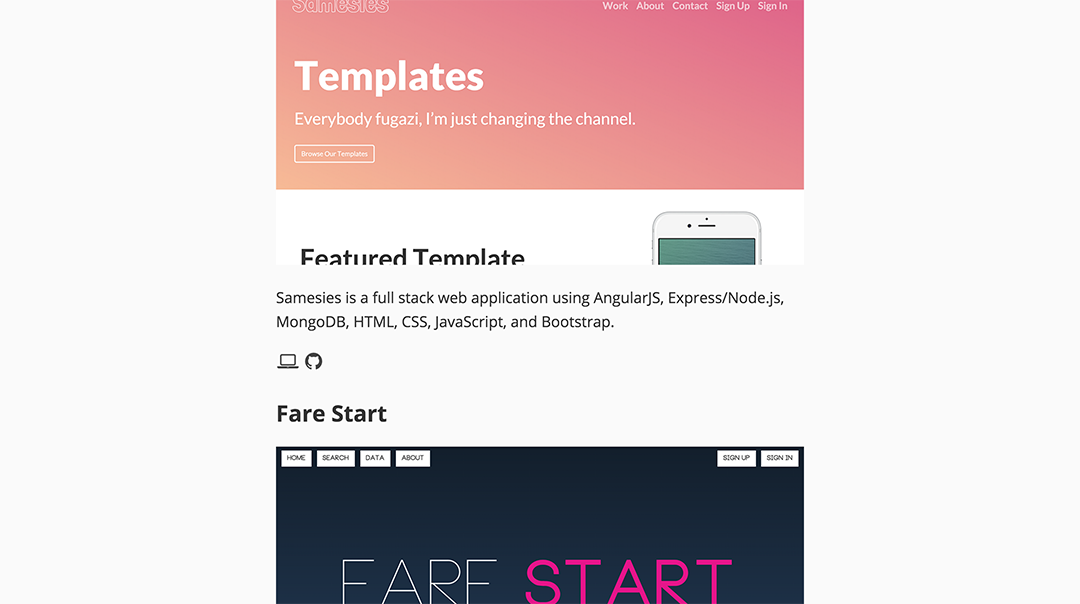 Samesies
Work About Contact Sign Up Sign In
Templates
Everybody fugazi, I'm just changing the channel.
Browse Our Templates
Featured Template
Samesies is a full stack web application using AngularJS, Express/Node.js,
MongoDB, HTML, CSS, JavaScript, and Bootstrap.
Fare Start
HOME SEARCH DATA ABOUT SIGN UP SIGN IN
FARE START